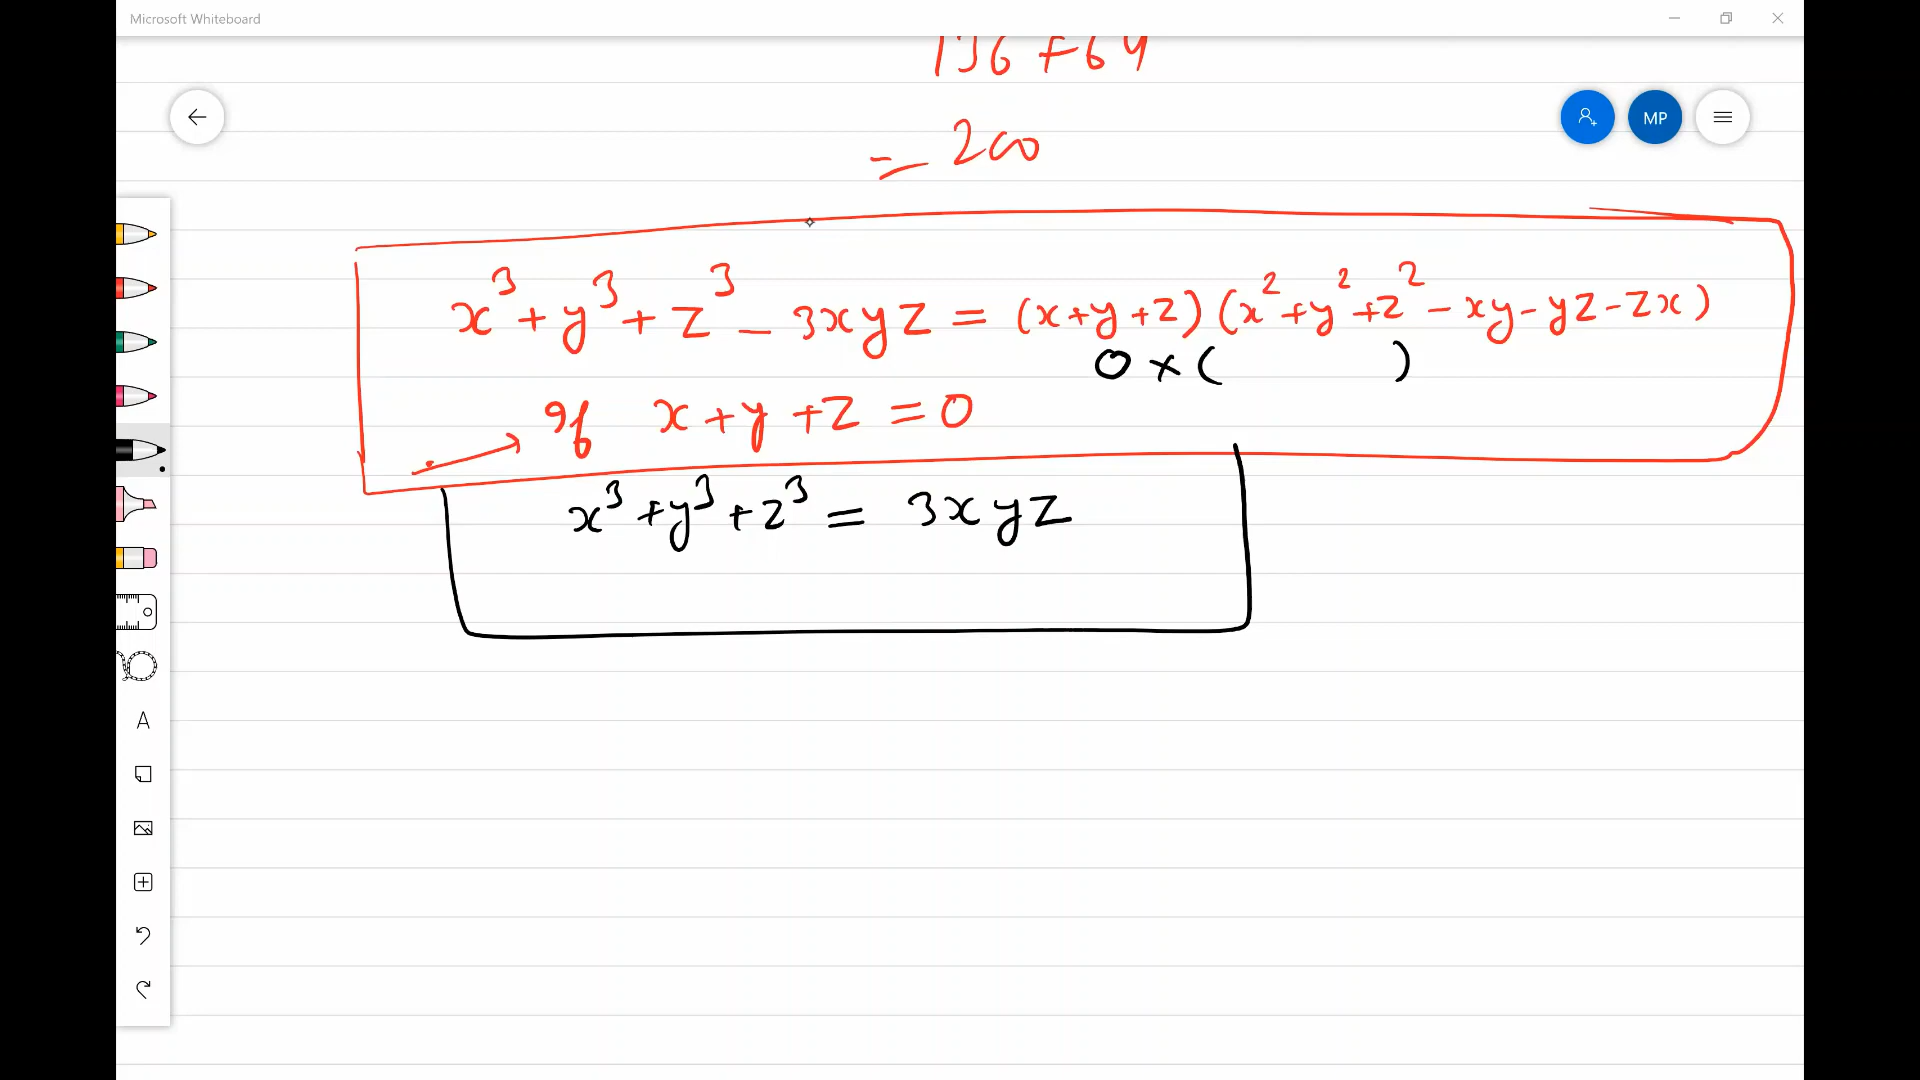 Microsoft Whiteboard
136 + 64
= 200
MP
x³ + y³ + z³ - 3xyz = (x+y+z)(x²+y²+z² - xy - yz - zx)
0 × ( )
If x + y + z = 0
x³ + y³ + z³ = 3xyz
A